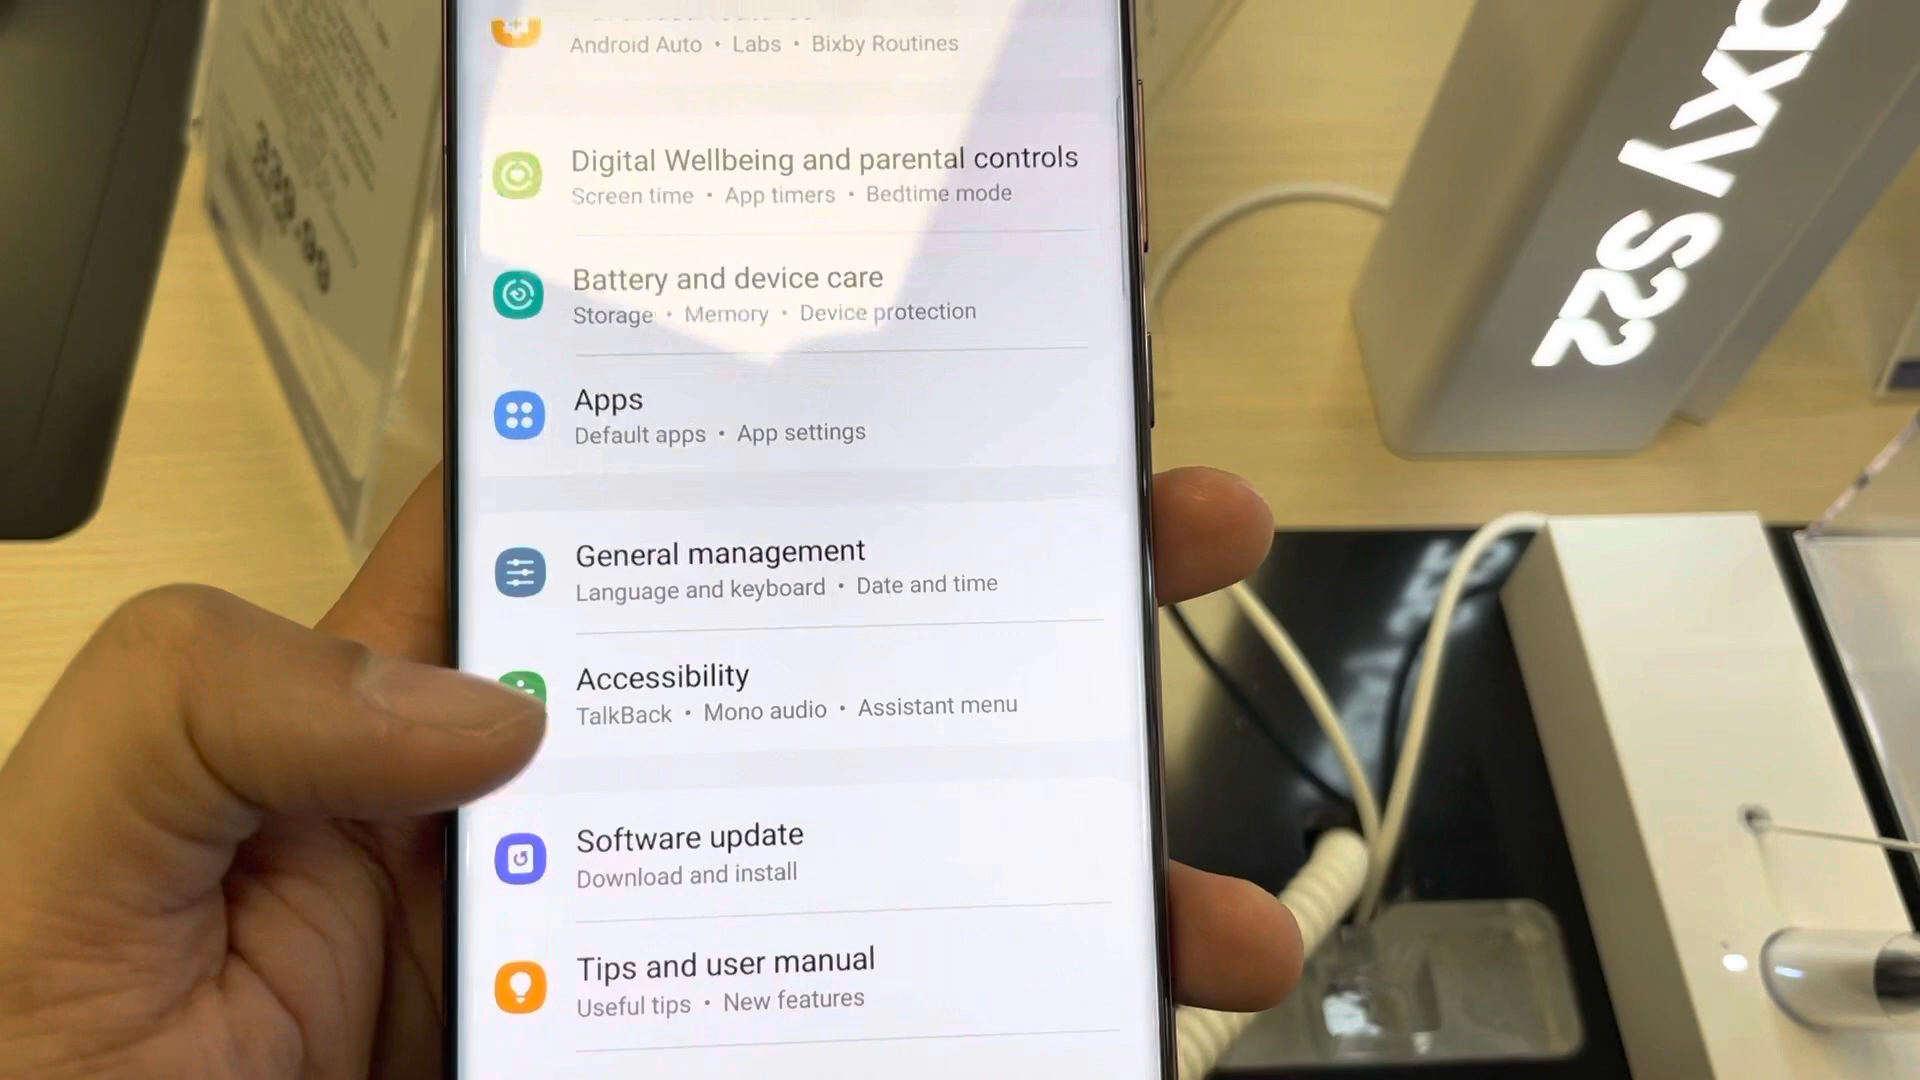 Android Auto • Labs • Bixby Routines
Digital Wellbeing and parental controls
Screen time • App timers • Bedtime mode
Battery and device care
Storage • Memory • Device protection
Apps
Default apps • App settings
General management
Language and keyboard • Date and time
Accessibility
TalkBack • Mono audio • Assistant menu
Software update
Download and install
Tips and user manual
Useful tips • New features
axy S22